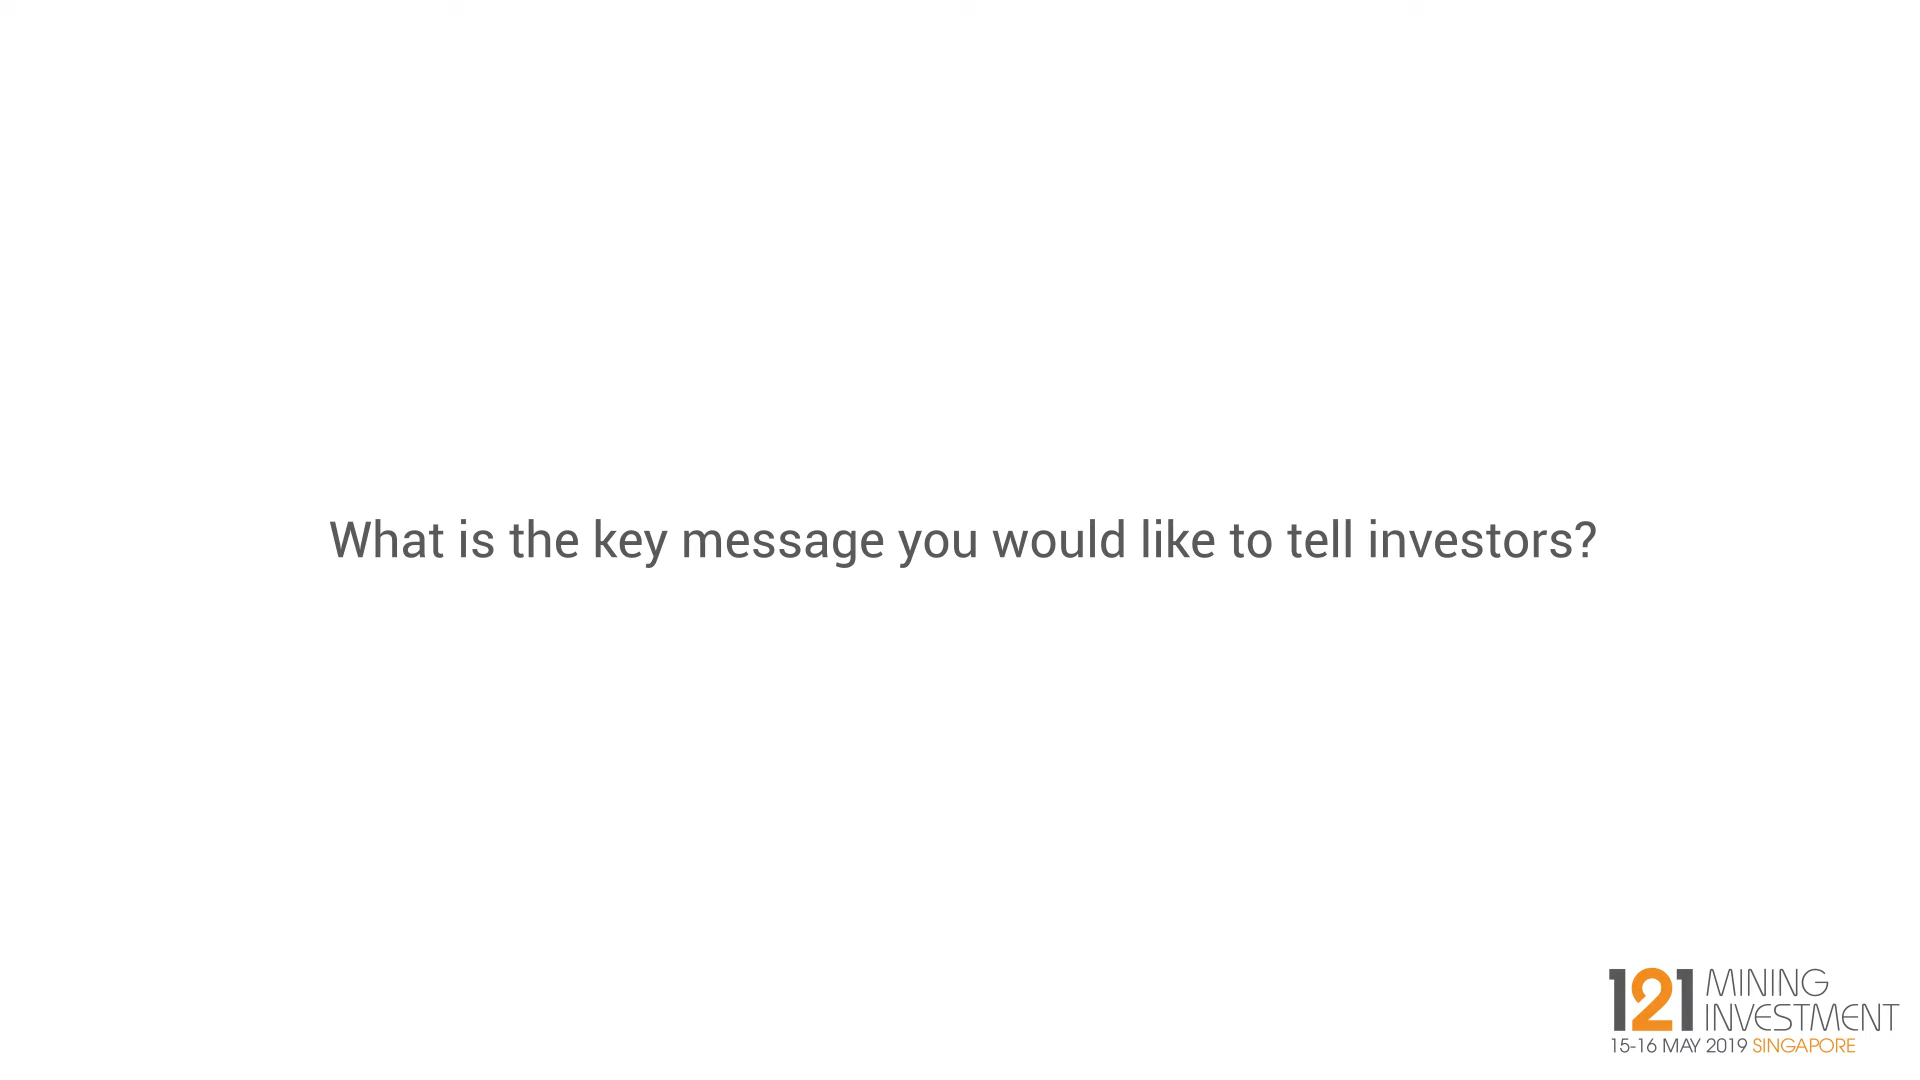 What is the key message you would like to tell investors?
121 MINING
INVESTMENT
15-16 MAY 2019 SINGAPORE